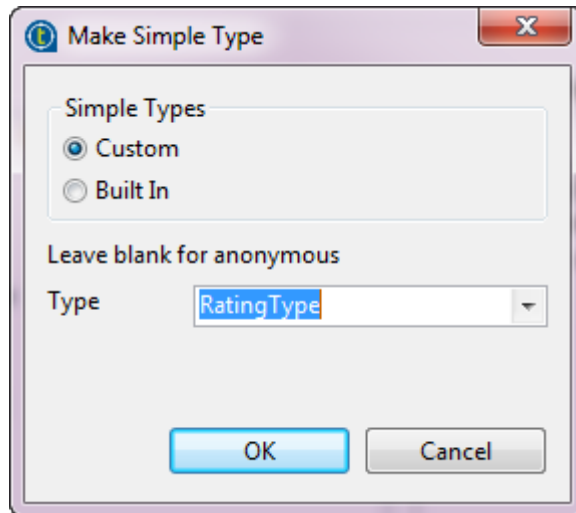 Make Simple Type
Simple Types
Custom
Built In
Leave blank for anonymous
Type RatingType
OK Cancel